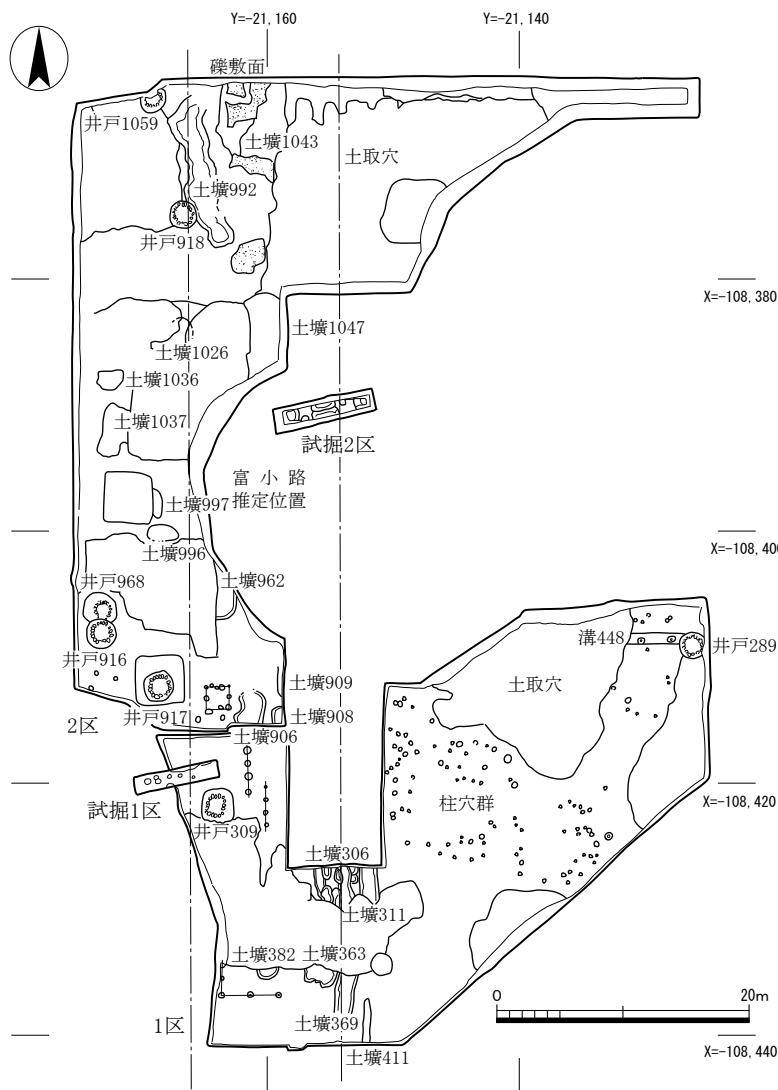 Y=-21,160
Y=-21,140
礫敷面
井戸1059
土壙1043
土取穴
土壙992
井戸918
X=-108,380
土壙1047
土壙1026
土壙1036
土壙1037
試掘2区
富小路
推定位置
土壙997
土壙996
X=-108,400
井戸968
土壙962
井戸916
溝448
井戸289
土壙909
土取穴
井戸917
土壙908
2区
土壙906
試掘1区
柱穴群
X=-108,420
井戸309
土壙306
土壙311
土壙382
土壙363
0
20m
1区
土壙369
X=-108,440
土壙411